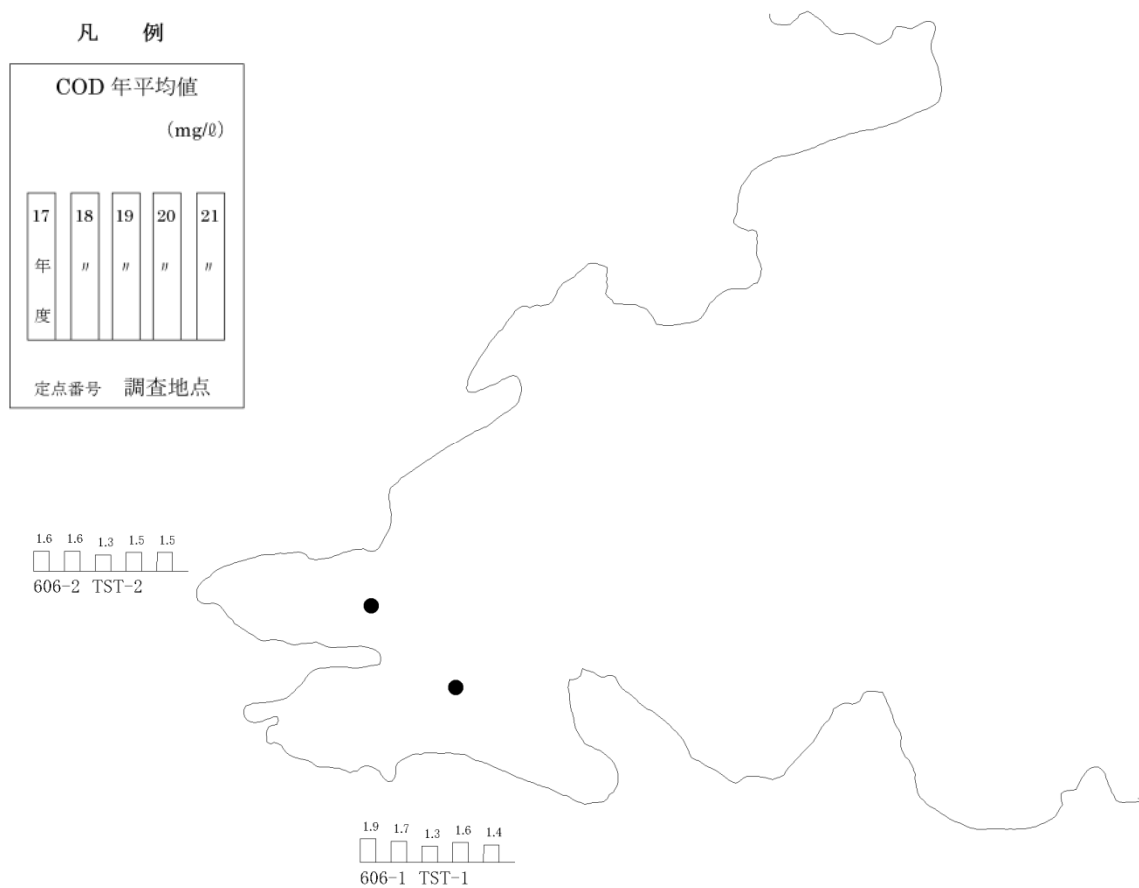 凡 例
COD 年平均値
(mg/ℓ)
17 18 19 20 21
年 〃 〃 〃 〃
度
定点番号 調査地点
1.6 1.6 1.3 1.5 1.5
606-2 TST-2
1.9 1.7 1.3 1.6 1.4
606-1 TST-1